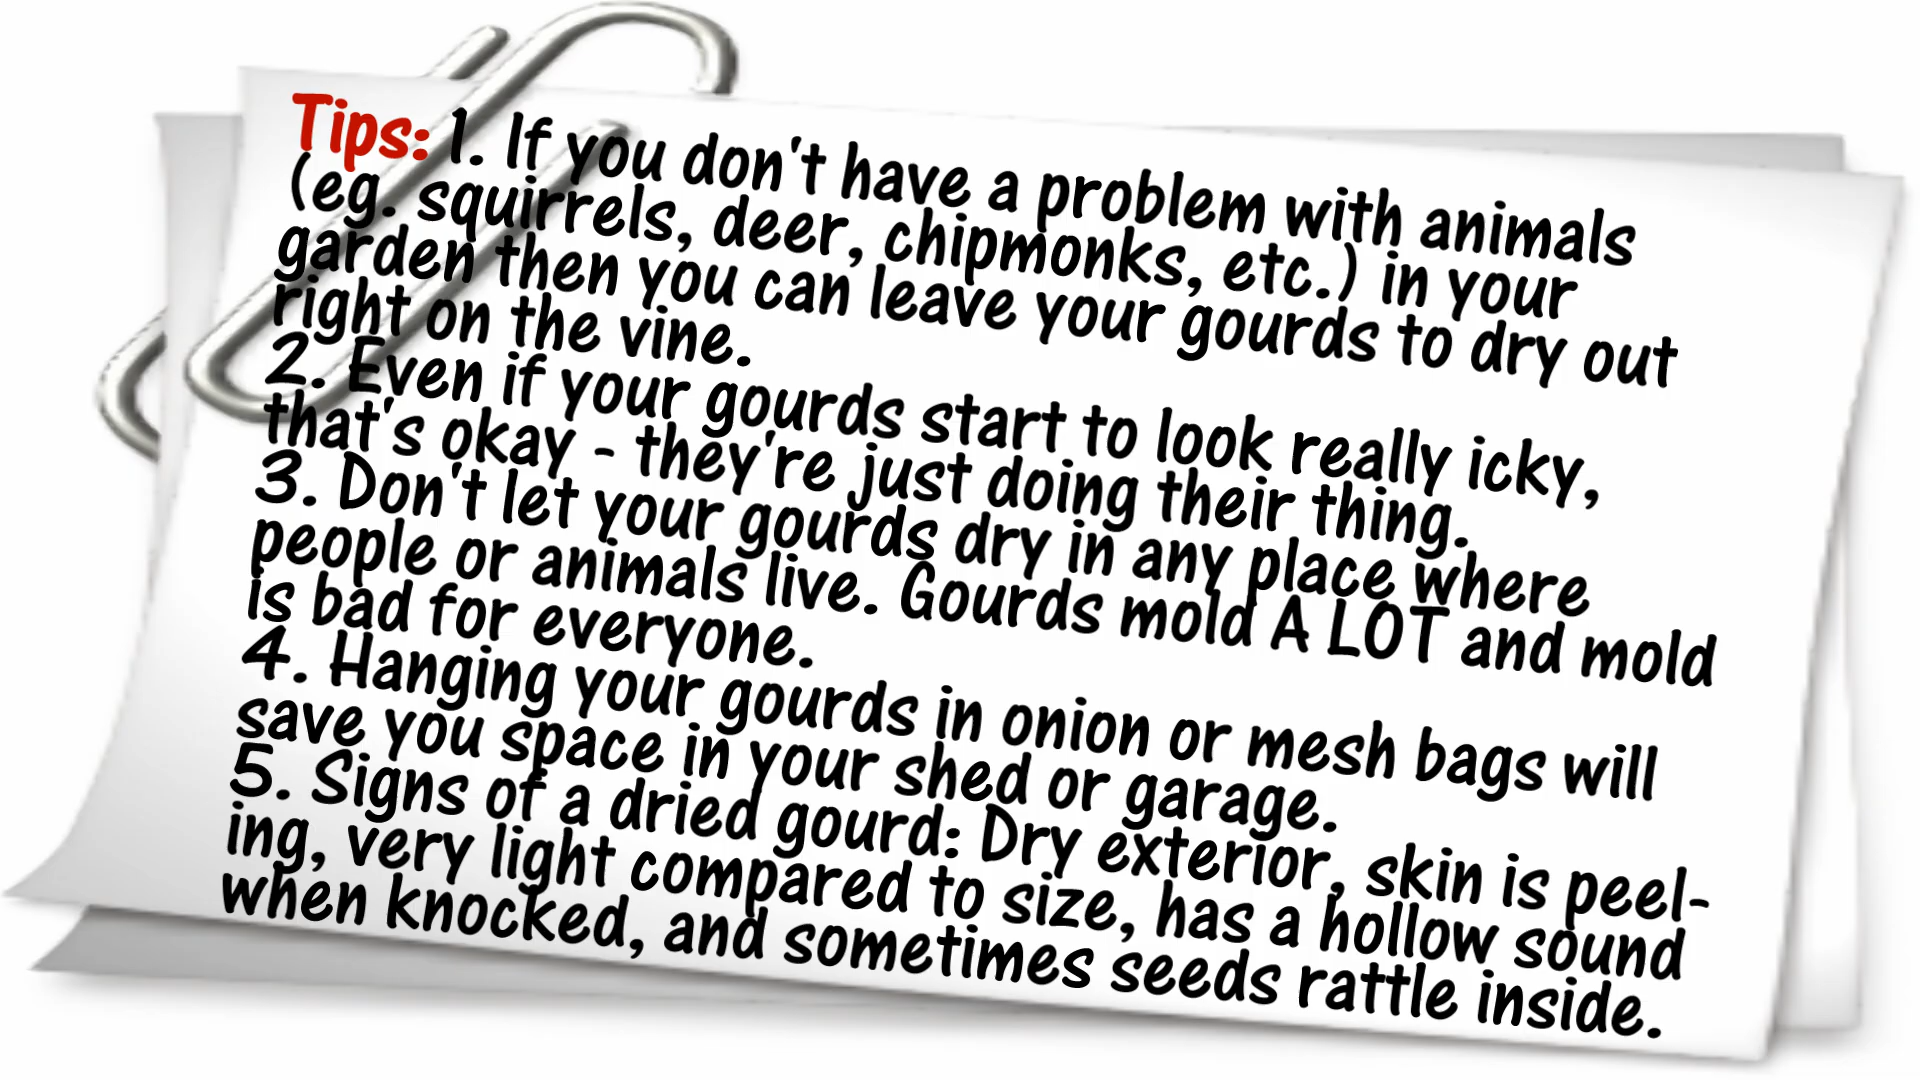 Tips: 1. If you don't have a problem with animals
(eg. squirrels, deer, chipmonks, etc.) in your
garden then you can leave your gourds to dry out
right on the vine.
2. Even if your gourds start to look really icky,
that's okay - they're just doing their thing.
3. Don't let your gourds dry in any place where
people or animals live. Gourds mold A LOT and mold
is bad for everyone.
4. Hanging your gourds in onion or mesh bags will
save you space in your shed or garage.
5. Signs of a dried gourd: Dry exterior, skin is peel-
ing, very light compared to size, has a hollow sound
when knocked, and sometimes seeds rattle inside.